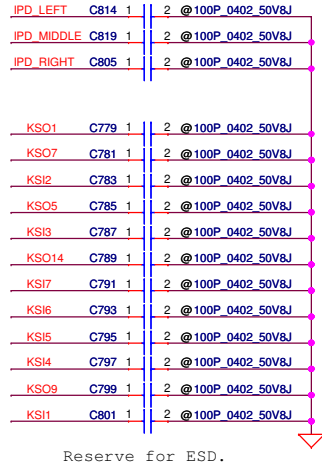 IPD_LEFT C814 1 2 @100P_0402_50V8J
IPD_MIDDLE C819 1 2 @100P_0402_50V8J
IPD_RIGHT C805 1 2 @100P_0402_50V8J
KSO1 C779 1 2 @100P_0402_50V8J
KSO7 C781 1 2 @100P_0402_50V8J
KSI2 C783 1 2 @100P_0402_50V8J
KSO5 C785 1 2 @100P_0402_50V8J
KSI3 C787 1 2 @100P_0402_50V8J
KSO14 C789 1 2 @100P_0402_50V8J
KSI7 C791 1 2 @100P_0402_50V8J
KSI6 C793 1 2 @100P_0402_50V8J
KSI5 C795 1 2 @100P_0402_50V8J
KSI4 C797 1 2 @100P_0402_50V8J
KSO9 C799 1 2 @100P_0402_50V8J
KSI1 C801 1 2 @100P_0402_50V8J
Reserve for ESD.